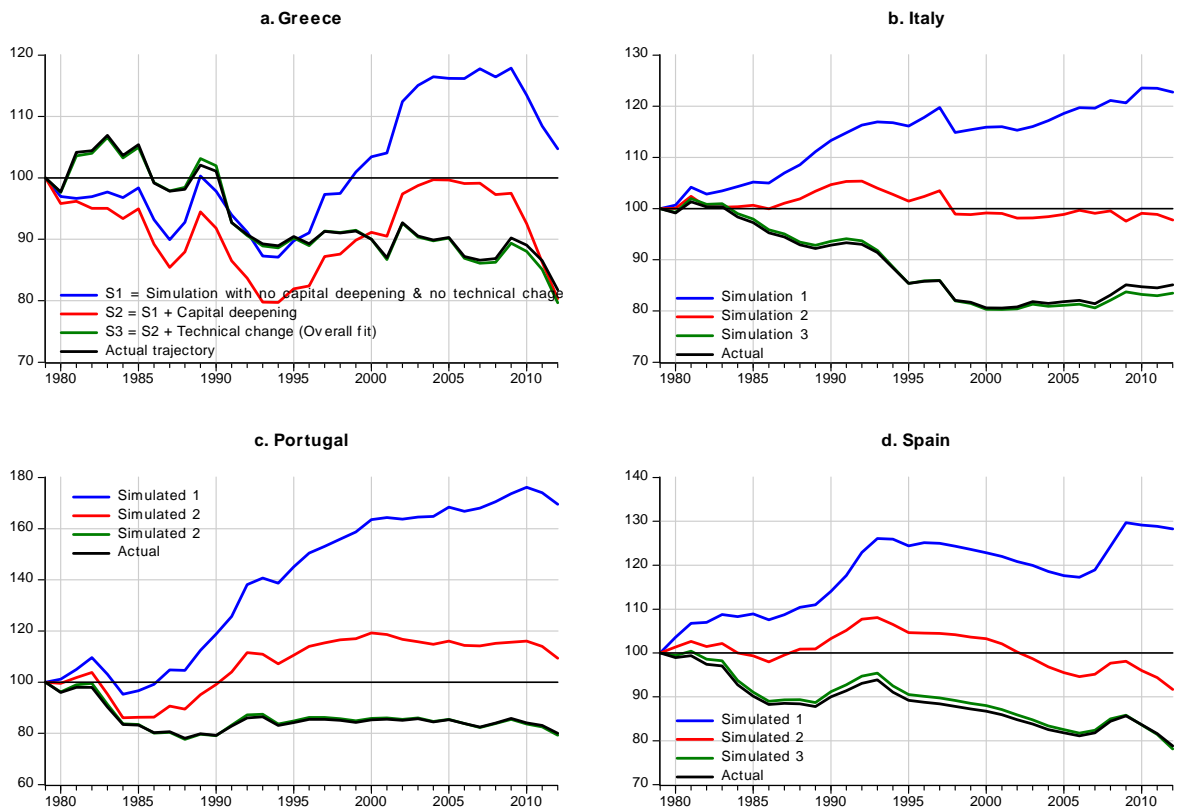 a. Greece
120
110
100
90
80
70
S1 = Simulation with no capital deepening & no technical chage
S2 = S1 + Capital deepening
S3 = S2 + Technical change (Overall fit)
Actual trajectory
1980 1985 1990 1995 2000 2005 2010
b. Italy
130
120
110
100
90
80
70
Simulation 1
Simulation 2
Simulation 3
Actual
1980 1985 1990 1995 2000 2005 2010
c. Portugal
180
160
140
120
100
80
60
Simulated 1
Simulated 2
Simulated 2
Actual
1980 1985 1990 1995 2000 2005 2010
d. Spain
140
130
120
110
100
90
80
70
Simulated 1
Simulated 2
Simulated 3
Actual
1980 1985 1990 1995 2000 2005 2010